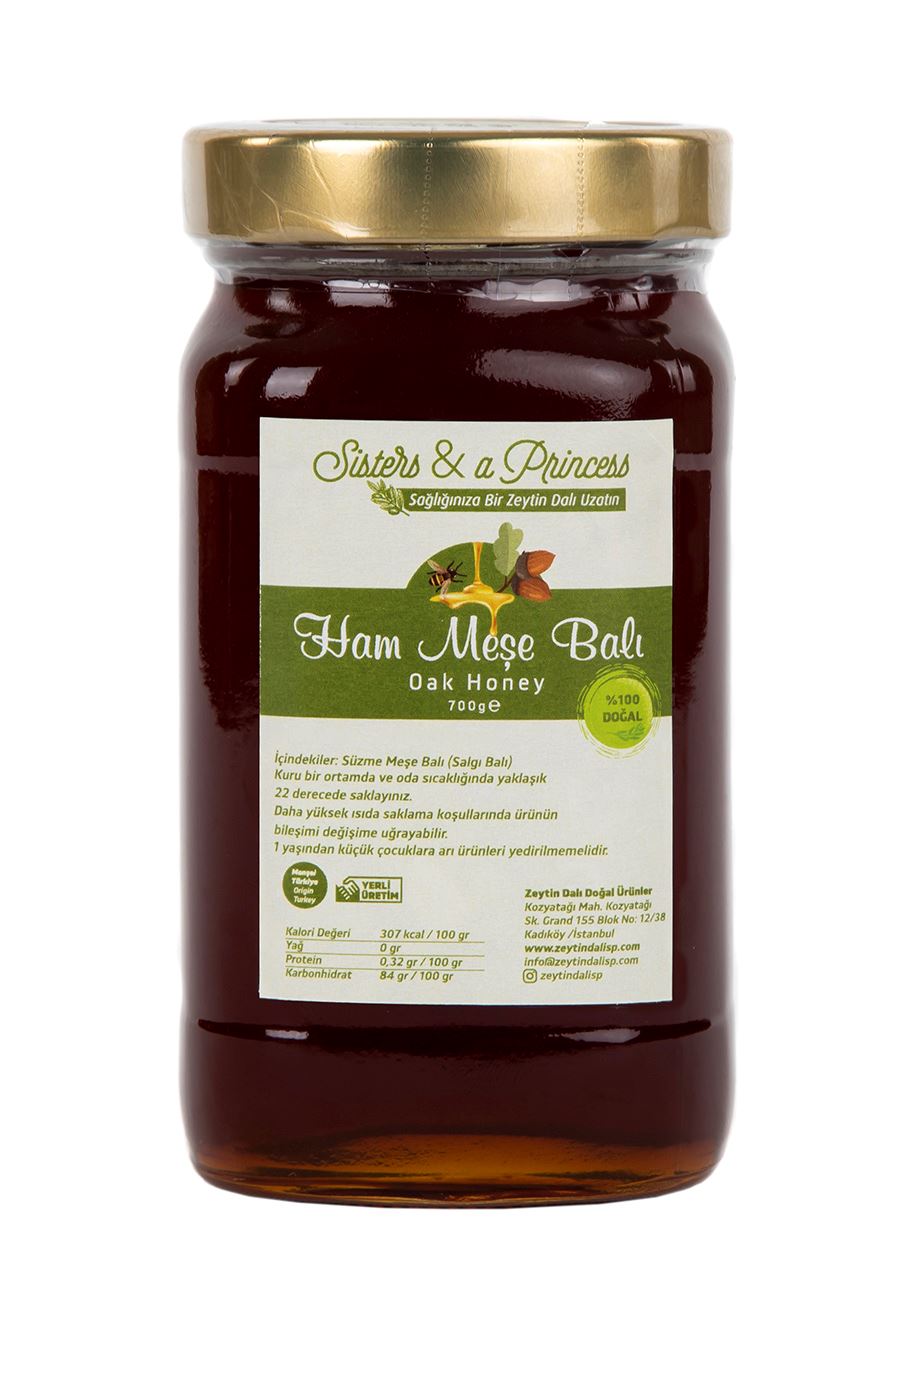 Sisters & a Princess
Sağlığınıza Bir Zeytin Dalı Uzatın
Ham Meşe Balı
Oak Honey
700g℮
%100
DOĞAL
İçindekiler: Süzme Meşe Balı (Salgı Balı)
Kuru bir ortamda ve oda sıcaklığında yaklaşık
22 derecede saklayınız.
Daha yüksek ısıda saklama koşullarında ürünün
bileşimi değişime uğrayabilir.
1 yaşından küçük çocuklara arı ürünleri yedirilmemelidir.
Menşei
Türkiye
Origin
Turkey
YERLİ
ÜRETİM
Kalori Değeri 307 kcal / 100 gr
Yağ 0 gr
Protein 0,32 gr / 100 gr
Karbonhidrat 84 gr / 100 gr
Zeytin Dalı Doğal Ürünler
Kozyatağı Mah. Kozyatağı
Sk. Grand 155 Blok No: 12/38
Kadıköy /İstanbul
www.zeytindalisp.com
info@zeytindalisp.com
zeytindalisp